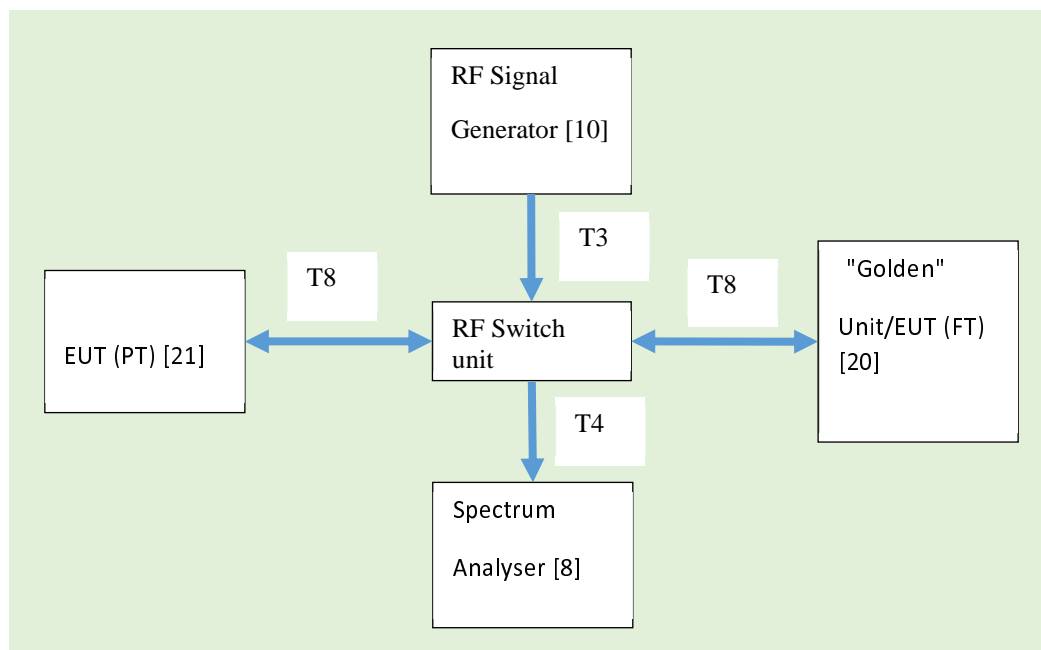 RF Signal
Generator [10]
T3
T8
T8
"Golden"
Unit/EUT (FT)
[20]
EUT (PT) [21]
RF Switch
unit
T4
Spectrum
Analyser [8]